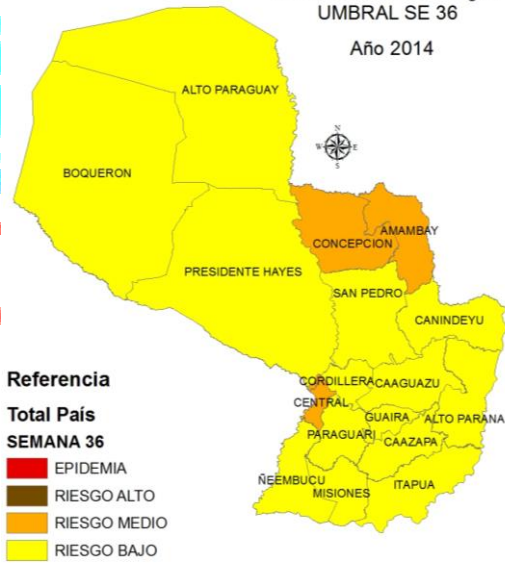 UMBRAL SE 36
Año 2014
ALTO PARAGUAY
N
W E
S
BOQUERON
AMAMBAY
CONCEPCION
PRESIDENTE HAYES
SAN PEDRO
CANINDEYU
CORDILLERA
CAAGUAZU
CENTRAL
GUAIRA
ALTO PARANA
PARAGUARI
CAAZAPA
ÑEEMBUCU
MISIONES
ITAPUA
Referencia
Total País
SEMANA 36
EPIDEMIA
RIESGO ALTO
RIESGO MEDIO
RIESGO BAJO